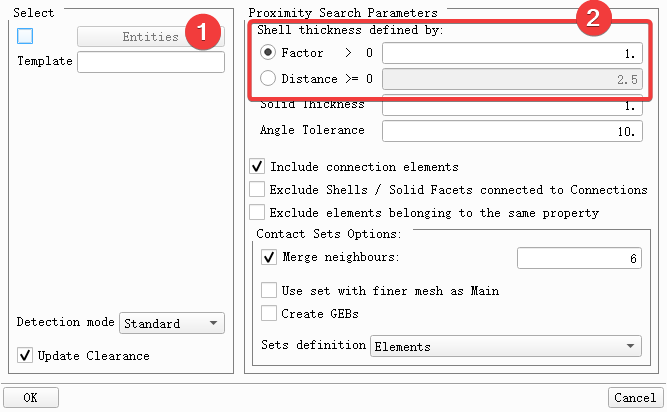 Select
Entities
1
Template
Detection mode Standard
Update Clearance
Proximity Search Parameters
2
Shell thickness defined by:
Factor > 0 1.
Distance >= 0 2.5
Solid Thickness 1.
Angle Tolerance 10.
Include connection elements
Exclude Shells / Solid Facets connected to Connections
Exclude elements belonging to the same property
Contact Sets Options:
Merge neighbours: 6
Use set with finer mesh as Main
Create GEBs
Sets definition Elements
OK
Cancel